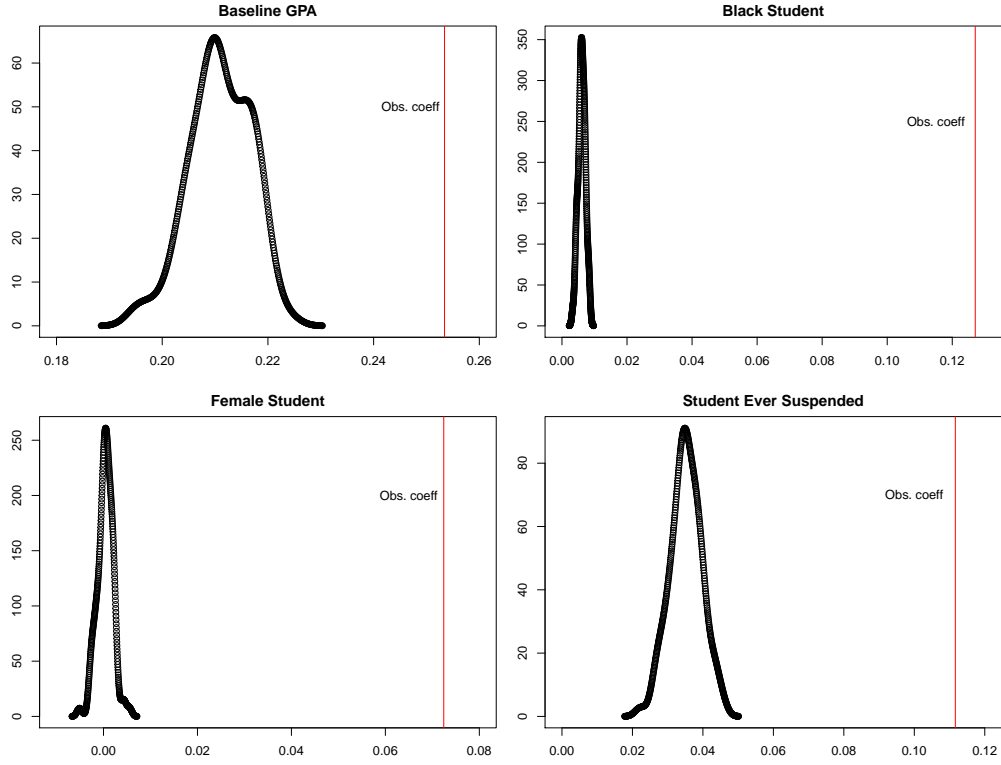 Baseline GPA
60
50
40
30
20
10
0
Obs. coeff
0.18 0.20 0.22 0.24 0.26
Black Student
350
300
250
200
150
100
50
0
Obs. coeff
0.00 0.02 0.04 0.06 0.08 0.10 0.12
Female Student
250
200
150
100
50
0
Obs. coeff
0.00 0.02 0.04 0.06 0.08
Student Ever Suspended
80
60
40
20
0
Obs. coeff
0.00 0.02 0.04 0.06 0.08 0.10 0.12